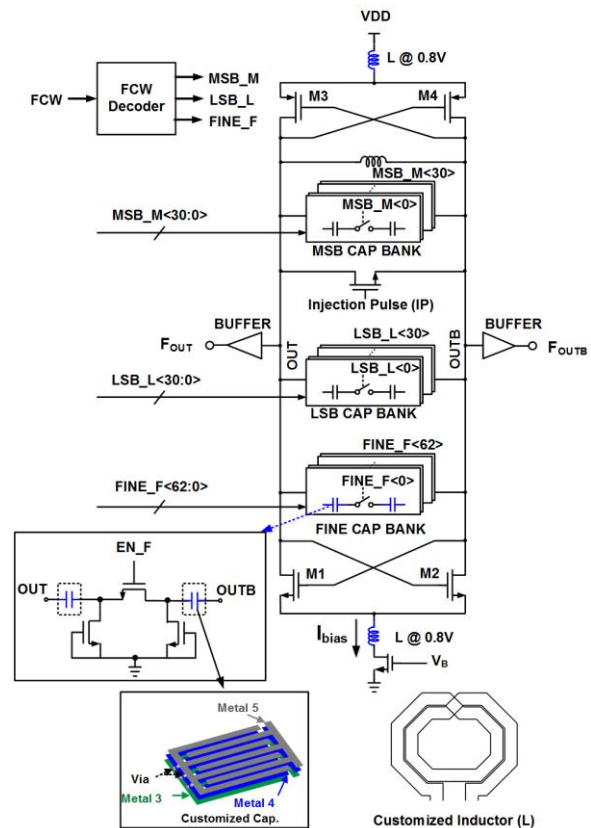 VDD
L @ 0.8V
MSB_M
FCW
FCW
Decoder
LSB_L
FINE_F
M3
M4
MSB_M<30>
MSB_M<0>
MSB_M<30:0>
MSB CAP BANK
Injection Pulse (IP)
BUFFER
BUFFER
FOUT
OUT
OUTB
FOUTB
LSB_L<30>
LSB_L<0>
LSB_L<30:0>
LSB CAP BANK
FINE_F<62>
FINE_F<0>
FINE_F<62:0>
FINE CAP BANK
EN_F
OUT
OUTB
M1
M2
Ibias
L @ 0.8V
VB
Metal 5
Via
Metal 3
Metal 4
Customized Cap.
Customized Inductor (L)